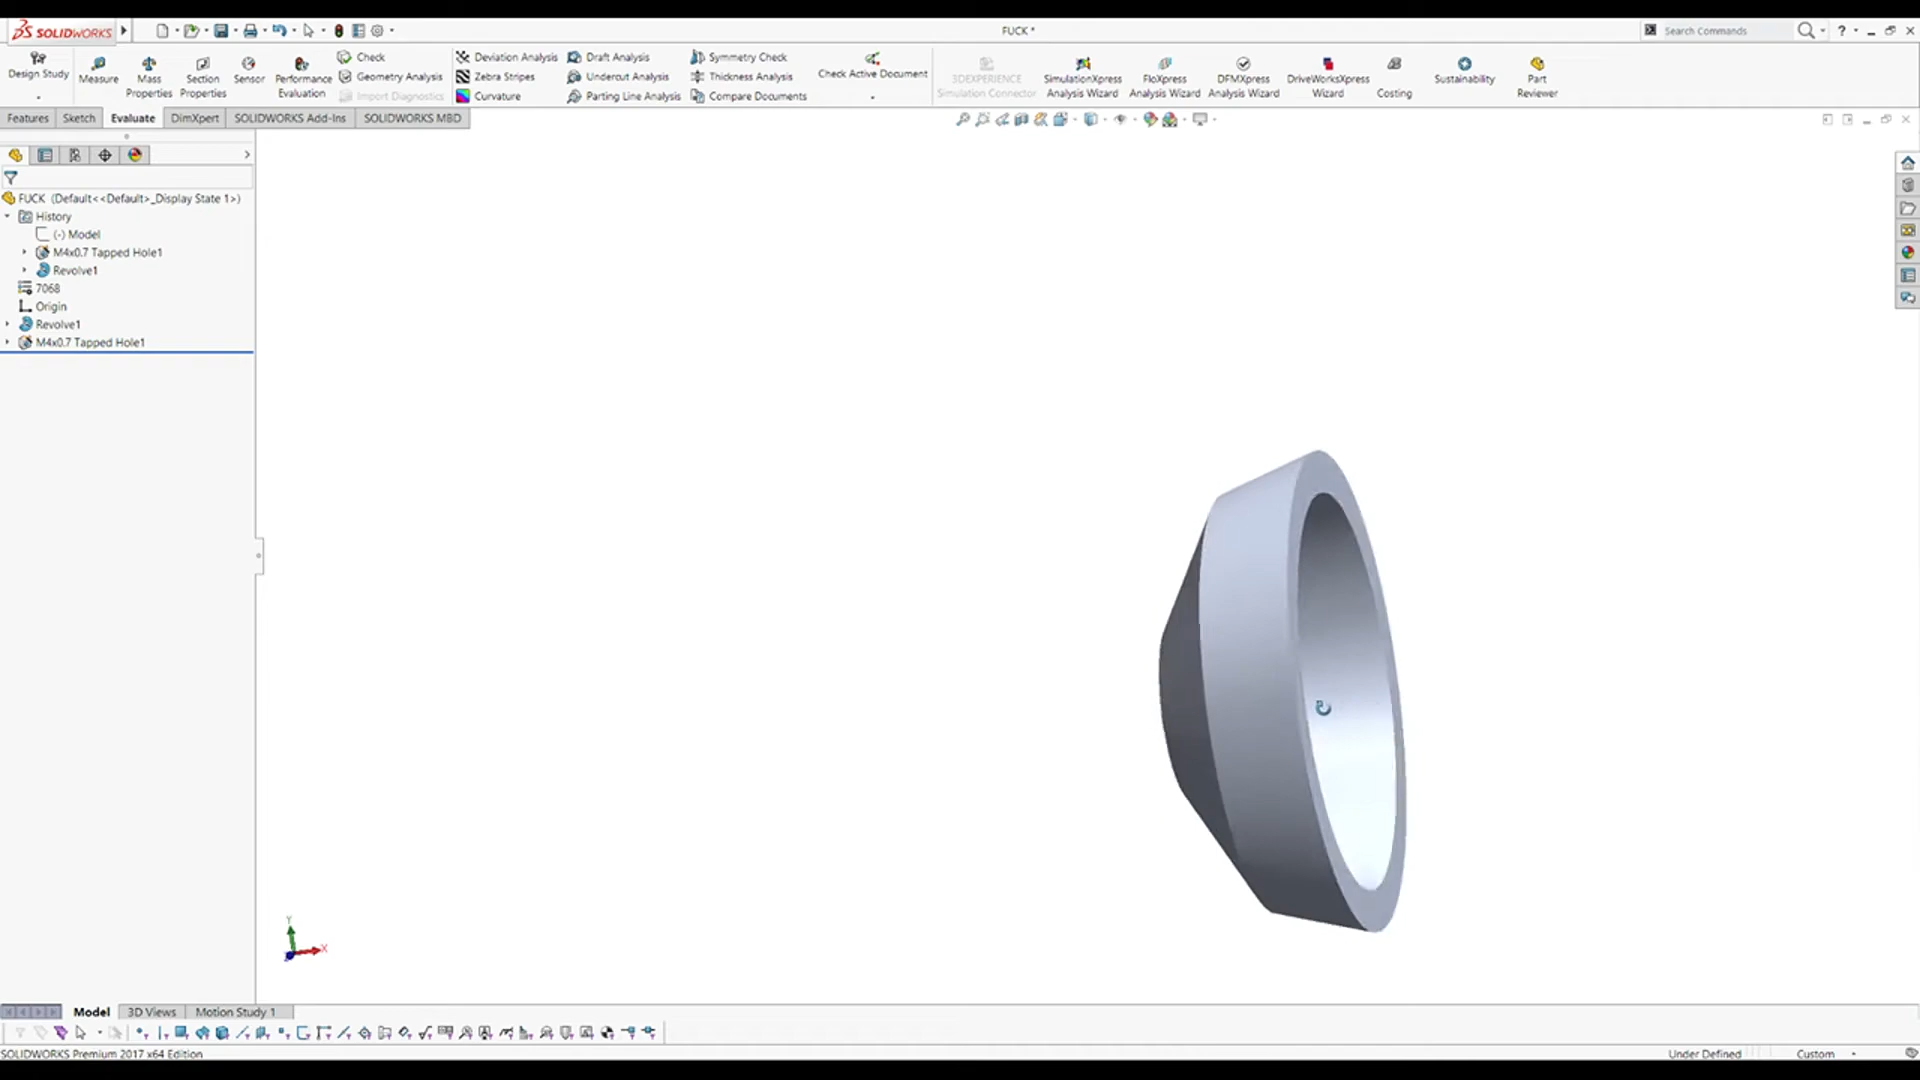 SOLIDWORKS
FUCK *
Search Commands
Design Study
Measure
Mass Properties
Section Properties
Sensor
Performance Evaluation
Check
Geometry Analysis
Import Diagnostics
Deviation Analysis
Zebra Stripes
Curvature
Draft Analysis
Undercut Analysis
Parting Line Analysis
Symmetry Check
Thickness Analysis
Compare Documents
Check Active Document
3DEXPERIENCE Simulation Connector
SimulationXpress Analysis Wizard
FloXpress Analysis Wizard
DFMXpress Analysis Wizard
DriveWorksXpress Wizard
Costing
Sustainability
Part Reviewer
Features
Sketch
Evaluate
DimXpert
SOLIDWORKS Add-Ins
SOLIDWORKS MBD
FUCK (Default<<Default>_Display State 1>)
History
(-) Model
M4x0.7 Tapped Hole1
Revolve1
7068
Origin
Revolve1
M4x0.7 Tapped Hole1
Y
X
Model
3D Views
Motion Study 1
SOLIDWORKS Premium 2017 x64 Edition
Under Defined
Custom